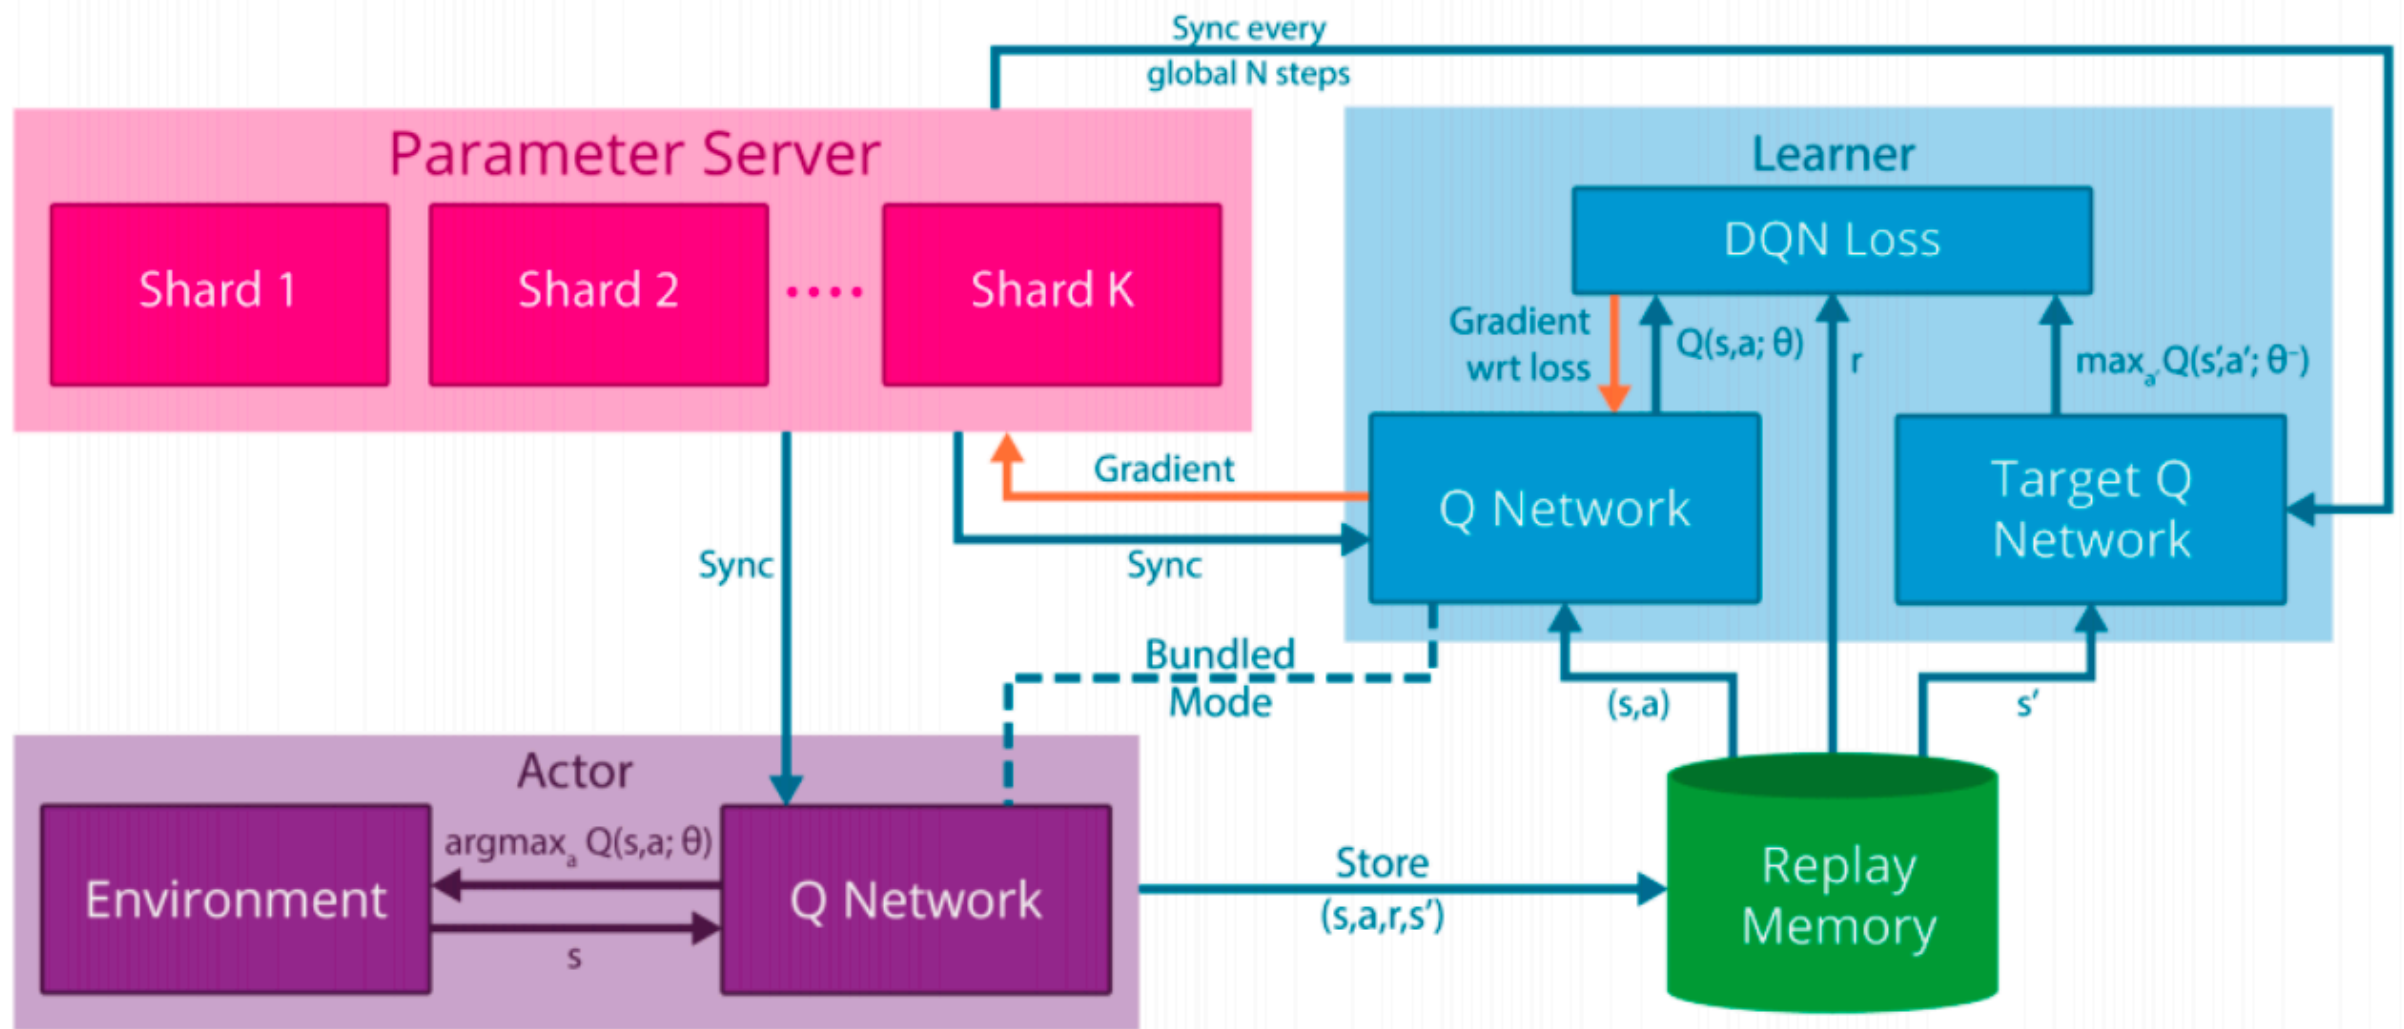 Sync every
global N steps
Parameter Server
Shard 1
Shard 2
....
Shard K
Learner
DQN Loss
Gradient
wrt loss
Q(s,a; θ)
r
maxₐ′ Q(s′,a′; θ⁻)
Q Network
Target Q
Network
Gradient
Sync
Sync
Bundled
Mode
(s,a)
s′
Actor
Environment
argmaxₐ Q(s,a; θ)
s
Q Network
Store
(s,a,r,s′)
Replay
Memory